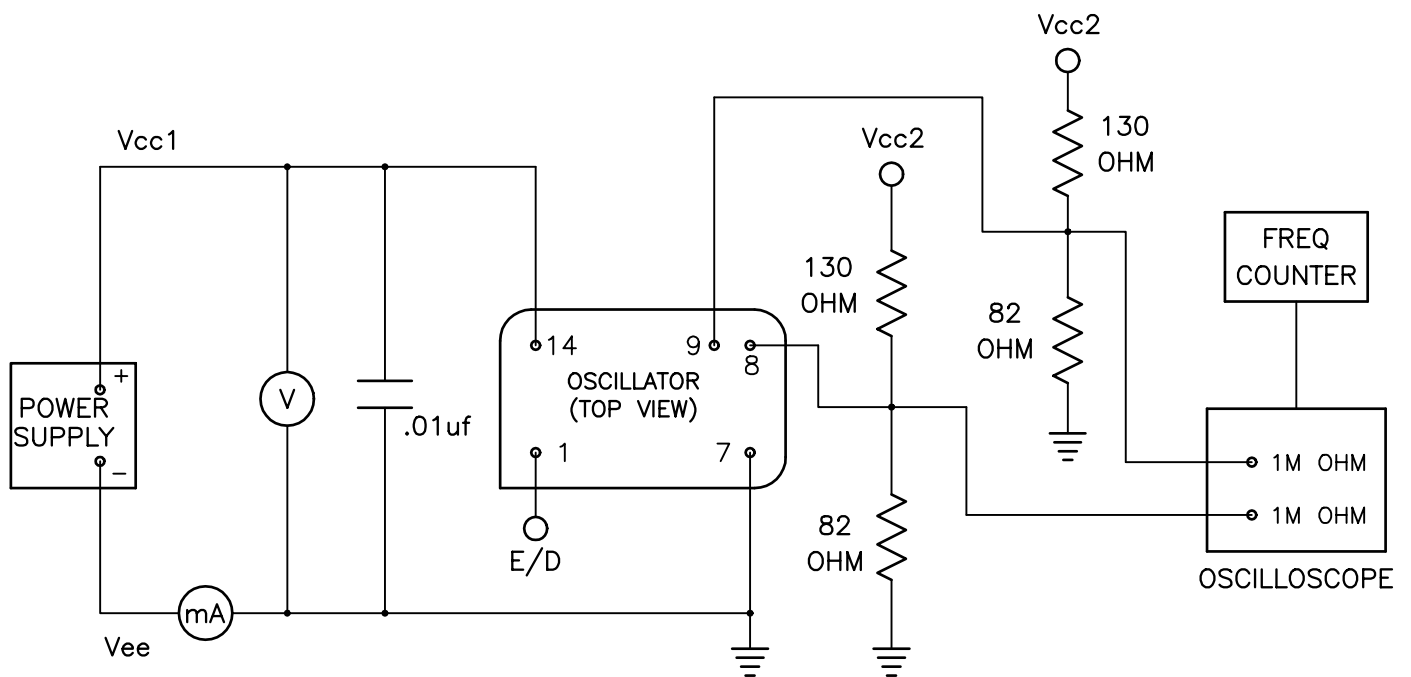 Vcc2
130
OHM
Vcc2
Vcc1
130
OHM
FREQ
COUNTER
82
OHM
14
9
8
OSCILLATOR
(TOP VIEW)
+
POWER
SUPPLY
−
V
.01uf
1
7
1M OHM
1M OHM
82
OHM
E/D
OSCILLOSCOPE
mA
Vee